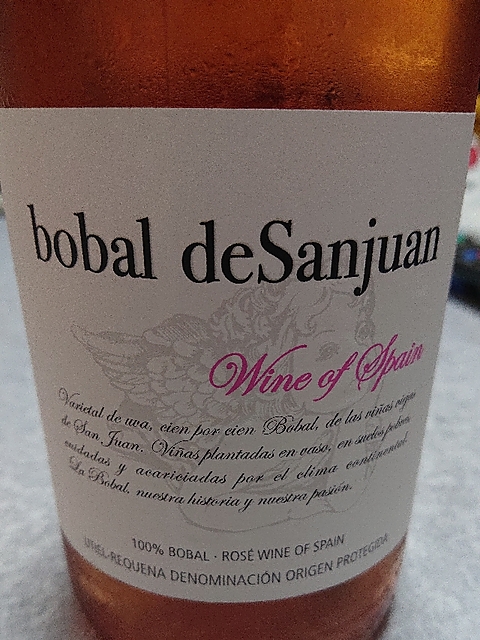 bobal deSanjuan
Wine of Spain
Varietal de uva, cien por cien Bobal, de las viñas viejas
de San Juan. Viñas plantadas en vaso, en suelos pobres,
cuidadas y acariciadas por el clima continental.
La Bobal, nuestra historia y nuestra pasión.
100% BOBAL · ROSÉ WINE OF SPAIN
UTIEL-REQUENA DENOMINACIÓN ORIGEN PROTEGIDA